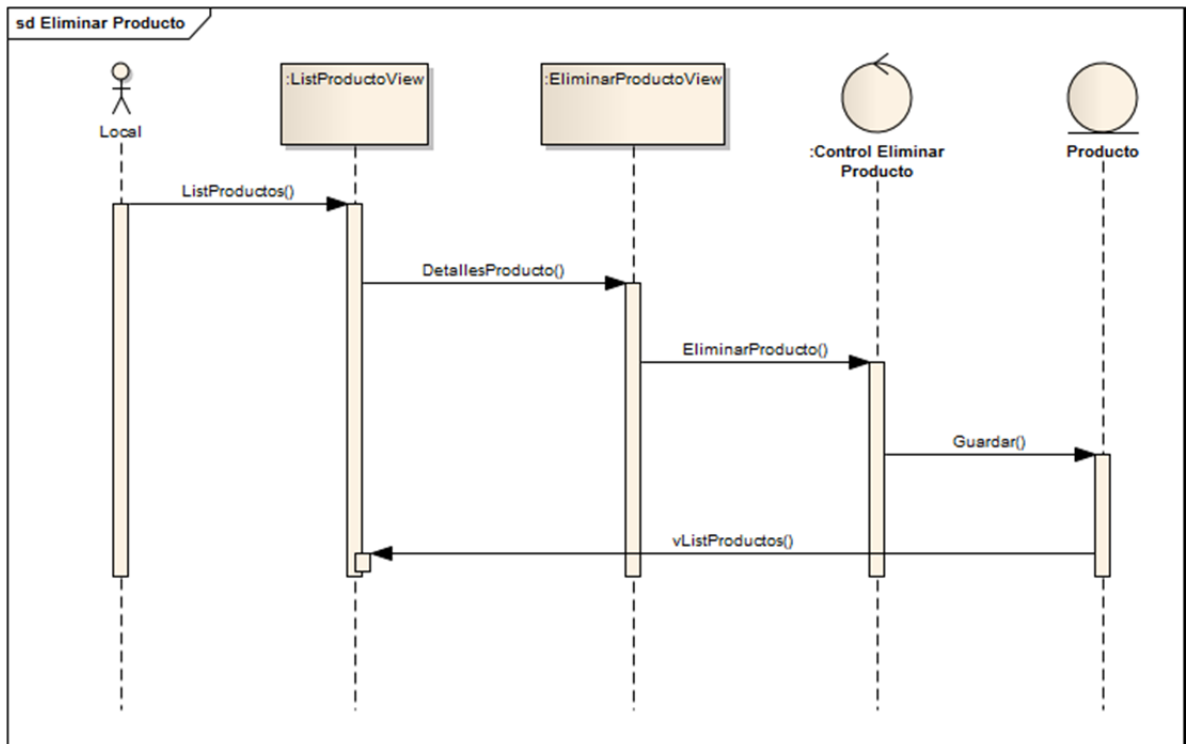 sd Eliminar Producto
Local
:ListProductoView
:EliminarProductoView
:Control Eliminar
Producto
Producto
ListProductos()
DetallesProducto()
EliminarProducto()
Guardar()
vListProductos()